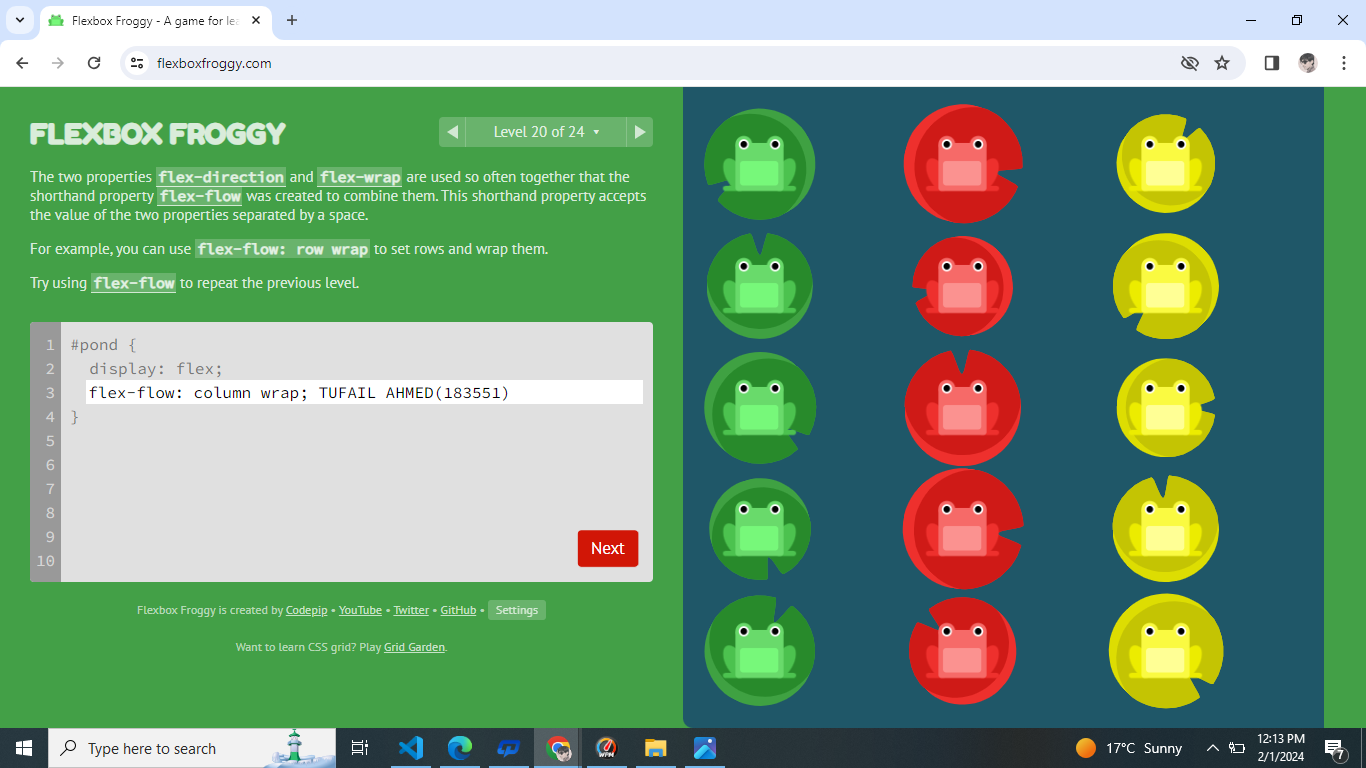 Flexbox Froggy - A game for lea
flexboxfroggy.com
FLEXBOX FROGGY
Level 20 of 24
The two properties flex-direction and flex-wrap are used so often together that the
shorthand property flex-flow was created to combine them. This shorthand property accepts
the value of the two properties separated by a space.
For example, you can use flex-flow: row wrap to set rows and wrap them.
Try using flex-flow to repeat the previous level.
1 #pond {
2 display: flex;
3 flex-flow: column wrap; TUFAIL AHMED(183551)
4 }
5
6
7
8
9
10
Next
Flexbox Froggy is created by Codepip • YouTube • Twitter • GitHub • Settings
Want to learn CSS grid? Play Grid Garden.
Type here to search
WPM
17°C Sunny
12:13 PM
2/1/2024
7